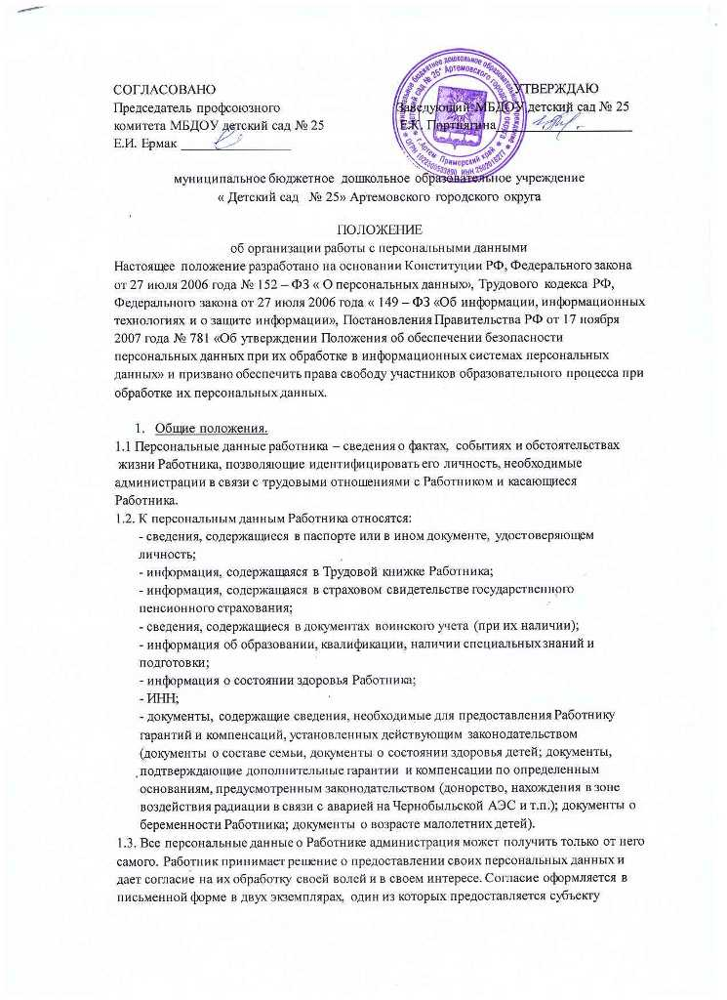 СОГЛАСОВАНО
Председатель профсоюзного
комитета МБДОУ детский сад № 25
Е.И. Ермак _______________
УТВЕРЖДАЮ
Заведующий МБДОУ детский сад № 25
Е.К. Портнягина
муниципальное бюджетное дошкольное образовательное учреждение
« Детский сад № 25» Артемовского городского округа
ПОЛОЖЕНИЕ
об организации работы с персональными данными
Настоящее положение разработано на основании Конституции РФ, Федерального закона
от 27 июля 2006 года № 152 – ФЗ « О персональных данных», Трудового кодекса РФ,
Федерального закона от 27 июля 2006 года « 149 – ФЗ «Об информации, информационных
технологиях и о защите информации», Постановления Правительства РФ от 17 ноября
2007 года № 781 «Об утверждении Положения об обеспечении безопасности
персональных данных при их обработке в информационных системах персональных
данных» и призвано обеспечить права свободу участников образовательного процесса при
обработке их персональных данных.
1. Общие положения.
1.1 Персональные данные работника – сведения о фактах, событиях и обстоятельствах
жизни Работника, позволяющие идентифицировать его личность, необходимые
администрации в связи с трудовыми отношениями с Работником и касающиеся
Работника.
1.2. К персональным данным Работника относятся:
- сведения, содержащиеся в паспорте или в ином документе, удостоверяющем
личность;
- информация, содержащаяся в Трудовой книжке Работника;
- информация, содержащаяся в страховом свидетельстве государственного
пенсионного страхования;
- сведения, содержащиеся в документах воинского учета (при их наличии);
- информация об образовании, квалификации, наличии специальных знаний и
подготовки;
- информация о состоянии здоровья Работника;
- ИНН;
- документы, содержащие сведения, необходимые для предоставления Работнику
гарантий и компенсаций, установленных действующим законодательством
(документы о составе семьи, документы о состоянии здоровья детей; документы,
подтверждающие дополнительные гарантии и компенсации по определенным
основаниям, предусмотренным законодательством (донорство, нахождения в зоне
воздействия радиации в связи с аварией на Чернобыльской АЭС и т.п.); документы о
беременности Работника; документы о возрасте малолетних детей).
1.3. Все персональные данные о Работнике администрация может получить только от него
самого. Работник принимает решение о предоставлении своих персональных данных и
дает согласие на их обработку своей волей и в своем интересе. Согласие оформляется в
письменной форме в двух экземплярах, один из которых предоставляется субъекту